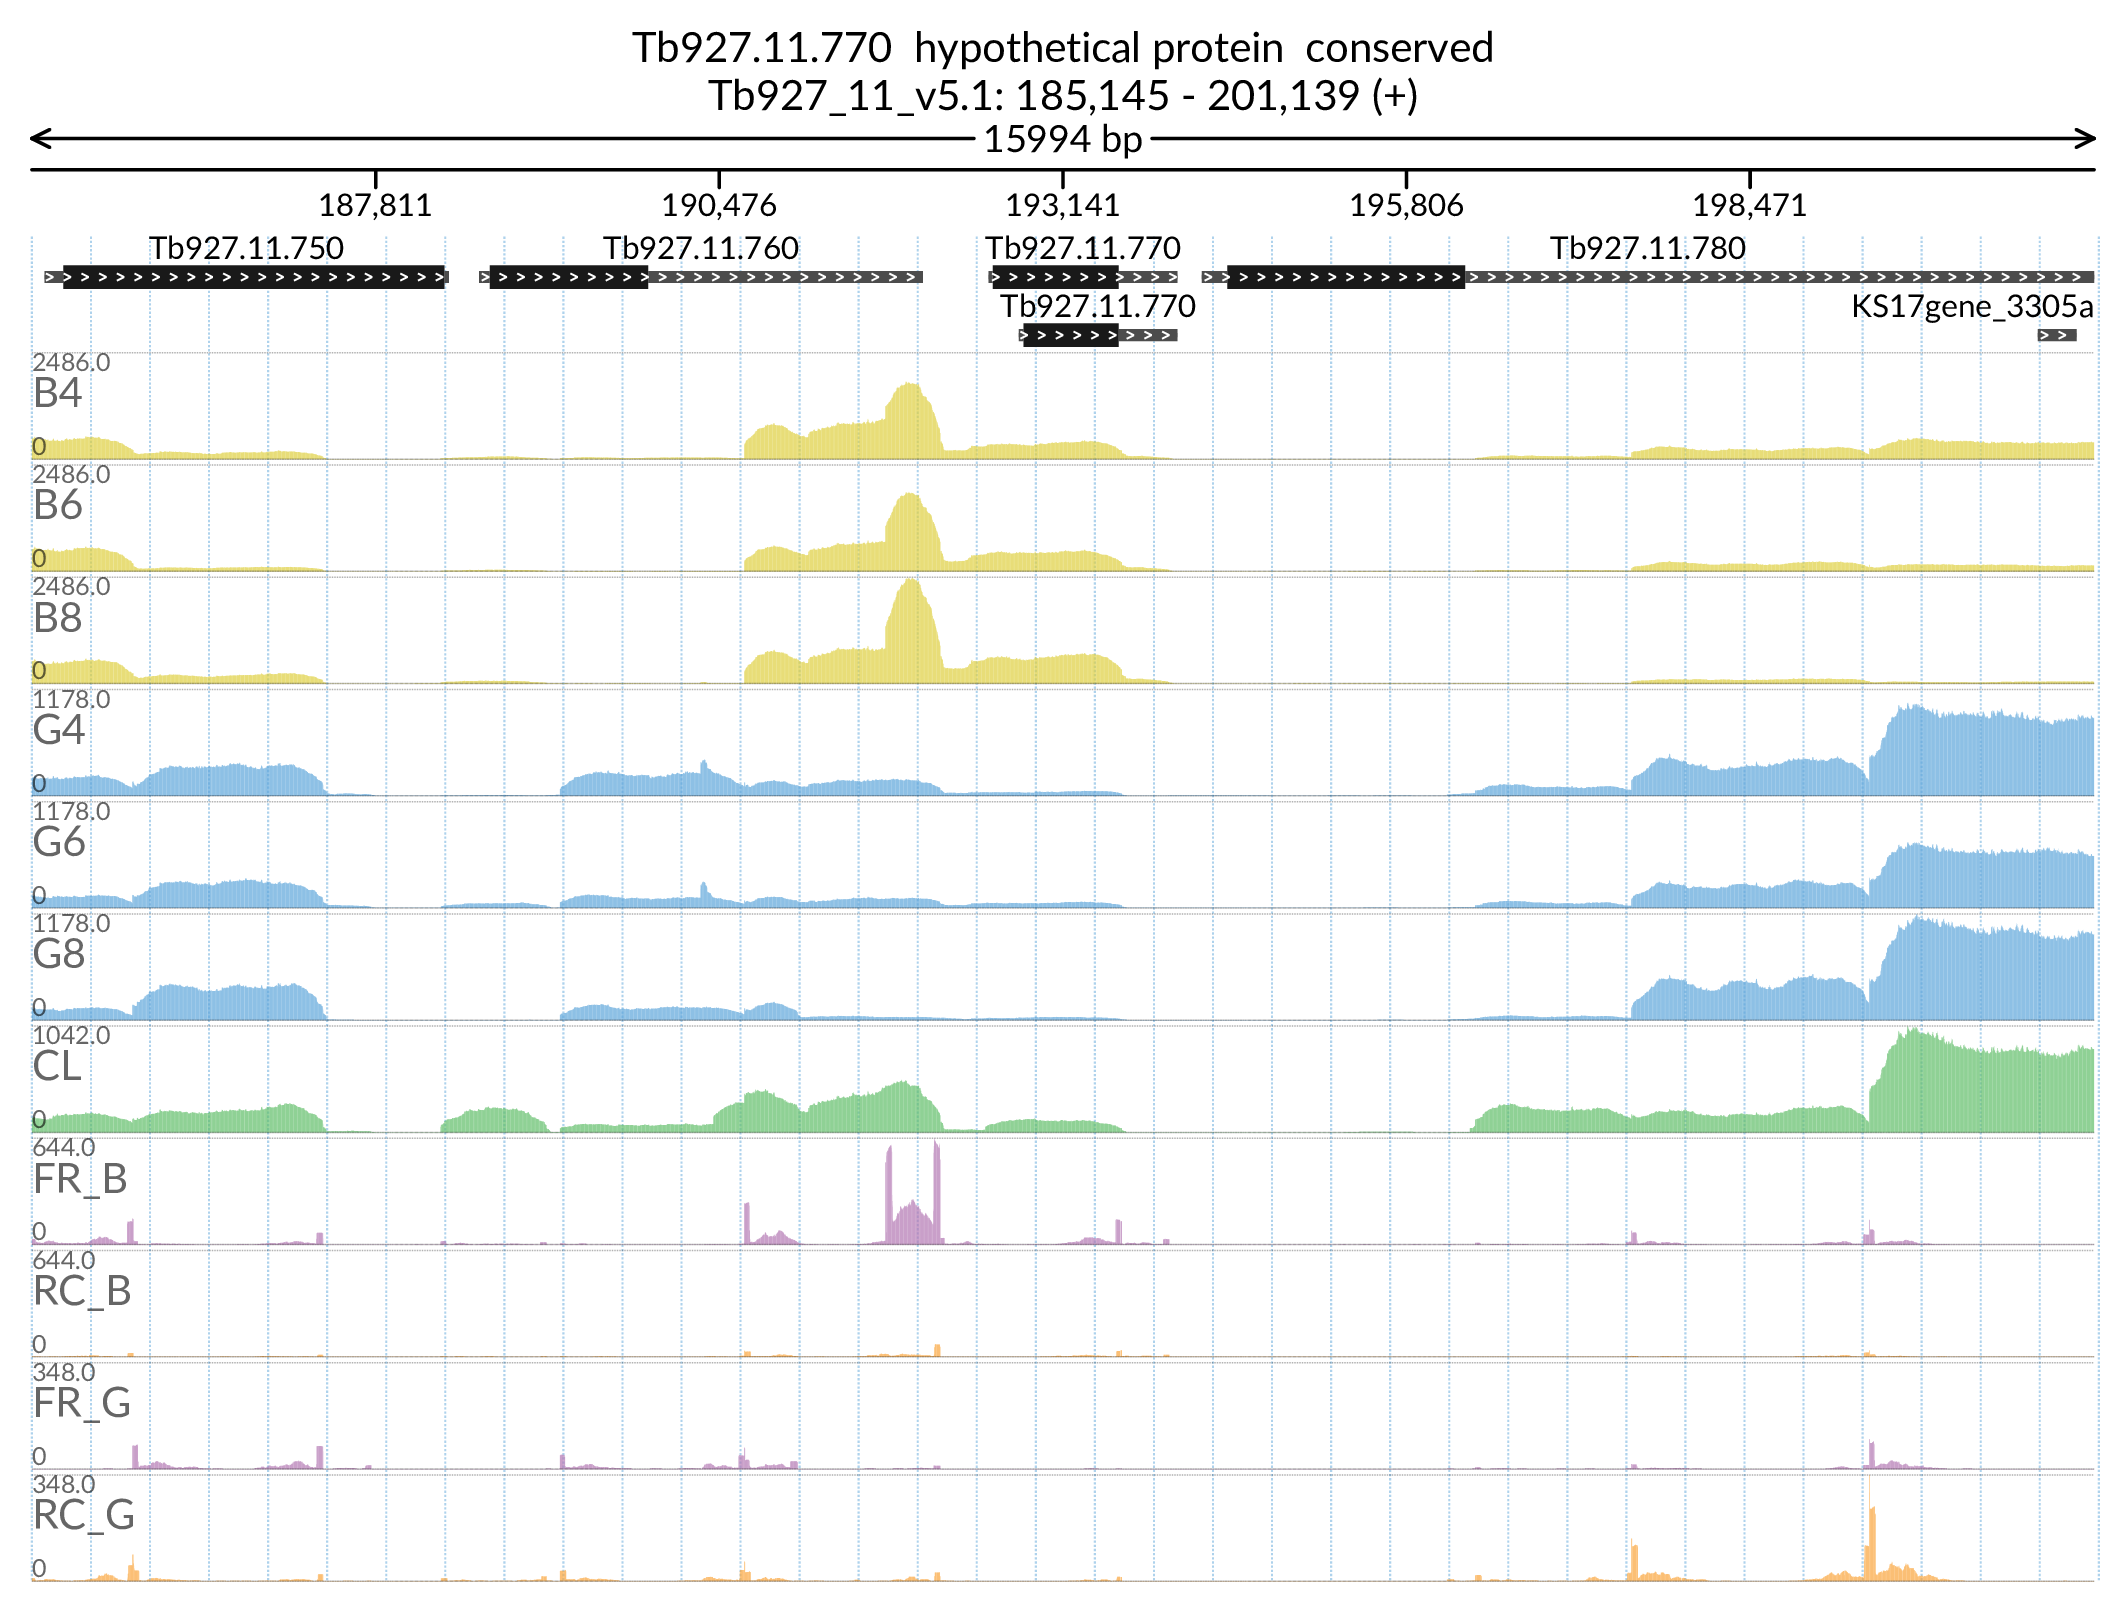 Tb927.11.770  hypothetical protein  conserved
Tb927_11_v5.1: 185,145 - 201,139 (+)
15994 bp
187,811 190,476 193,141 195,806 198,471
Tb927.11.750 Tb927.11.760 Tb927.11.770 Tb927.11.780
Tb927.11.770 KS17gene_3305a
2486.0
B4
0
2486.0
B6
0
2486.0
B8
0
1178.0
G4
0
1178.0
G6
0
1178.0
G8
0
1042.0
CL
0
644.0
FR_B
0
644.0
RC_B
0
348.0
FR_G
0
348.0
RC_G
0